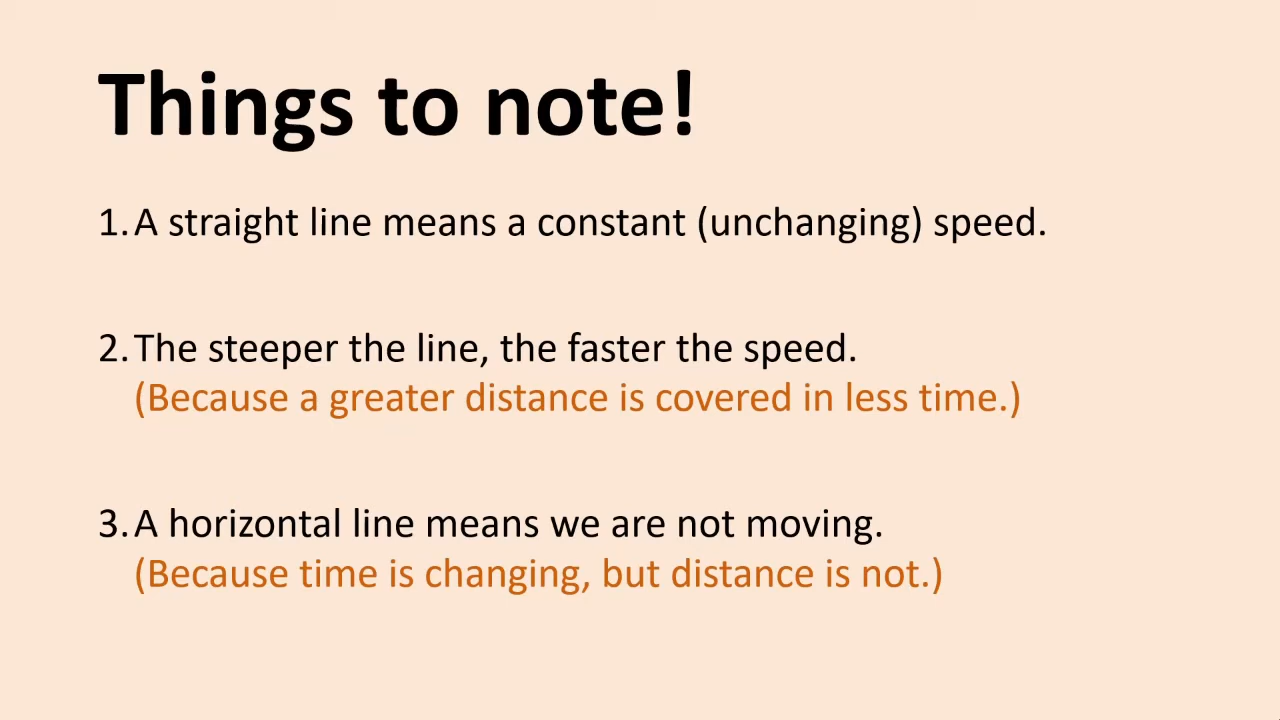 Things to note!
1. A straight line means a constant (unchanging) speed.
2. The steeper the line, the faster the speed.
(Because a greater distance is covered in less time.)
3. A horizontal line means we are not moving.
(Because time is changing, but distance is not.)